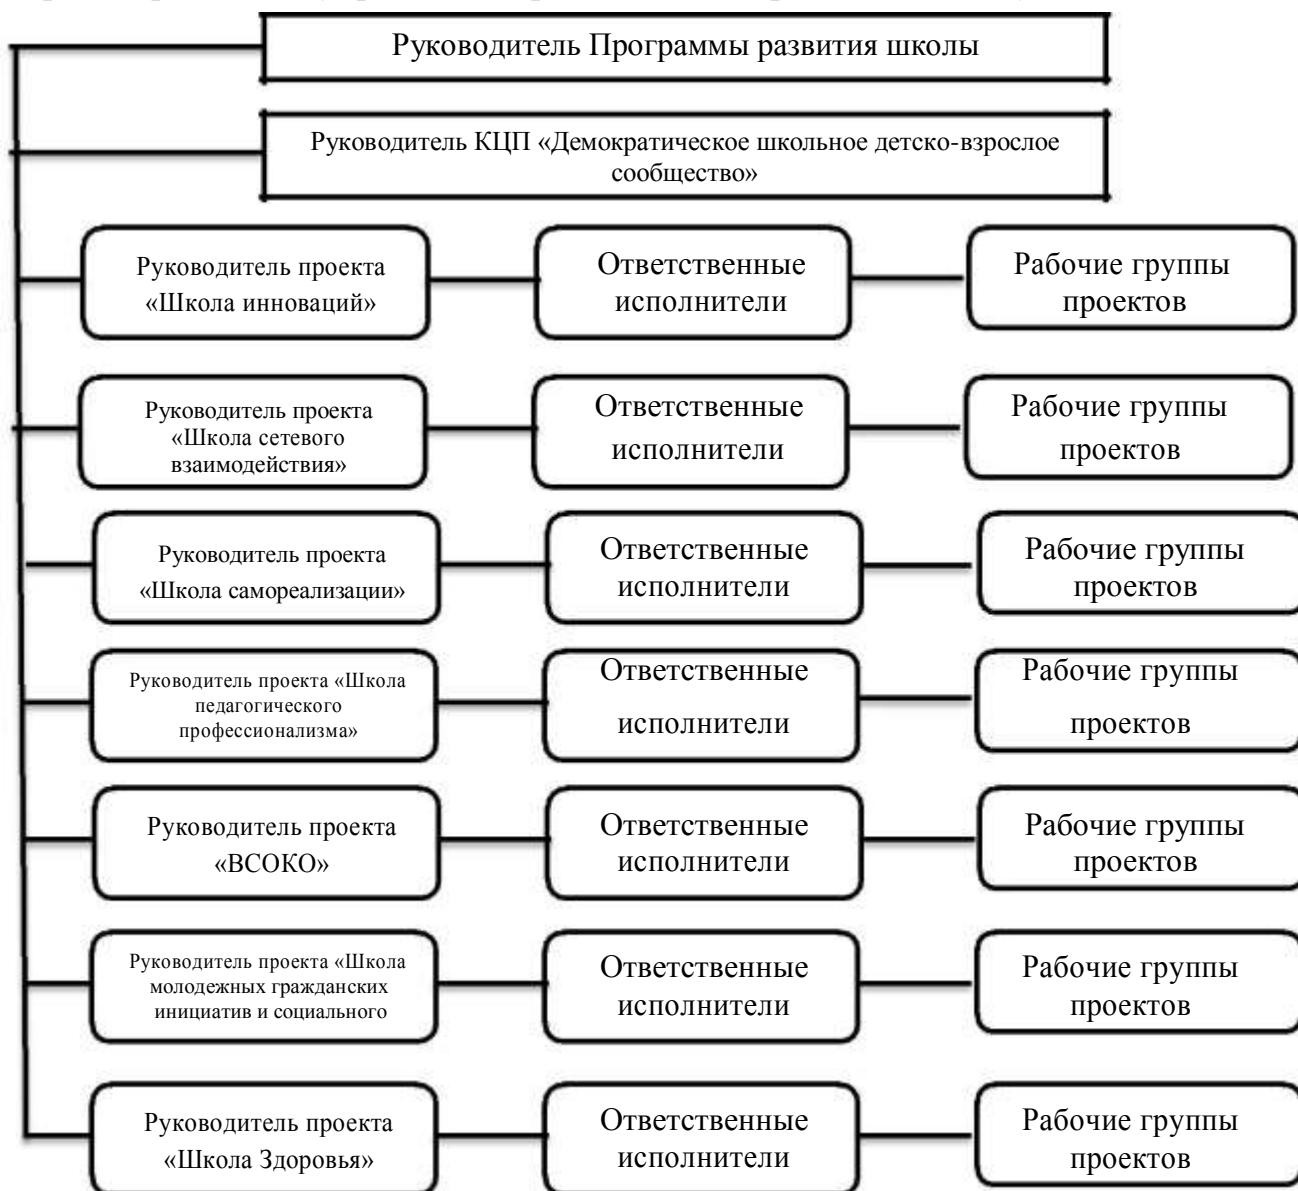 Руководитель Программы развития школы
Руководитель КЦП «Демократическое школьное детско-взрослое
сообщество»
Руководитель проекта
«Школа инноваций»
Ответственные
исполнители
Рабочие группы
проектов
Руководитель проекта
«Школа сетевого
взаимодействия»
Ответственные
исполнители
Рабочие группы
проектов
Руководитель проекта
«Школа самореализации»
Ответственные
исполнители
Рабочие группы
проектов
Руководитель проекта «Школа
педагогического
профессионализма»
Ответственные
исполнители
Рабочие группы
проектов
Руководитель проекта
«ВСОКО»
Ответственные
исполнители
Рабочие группы
проектов
Руководитель проекта «Школа
молодежных гражданских
инициатив и социального
Ответственные
исполнители
Рабочие группы
проектов
Руководитель проекта
«Школа Здоровья»
Ответственные
исполнители
Рабочие группы
проектов